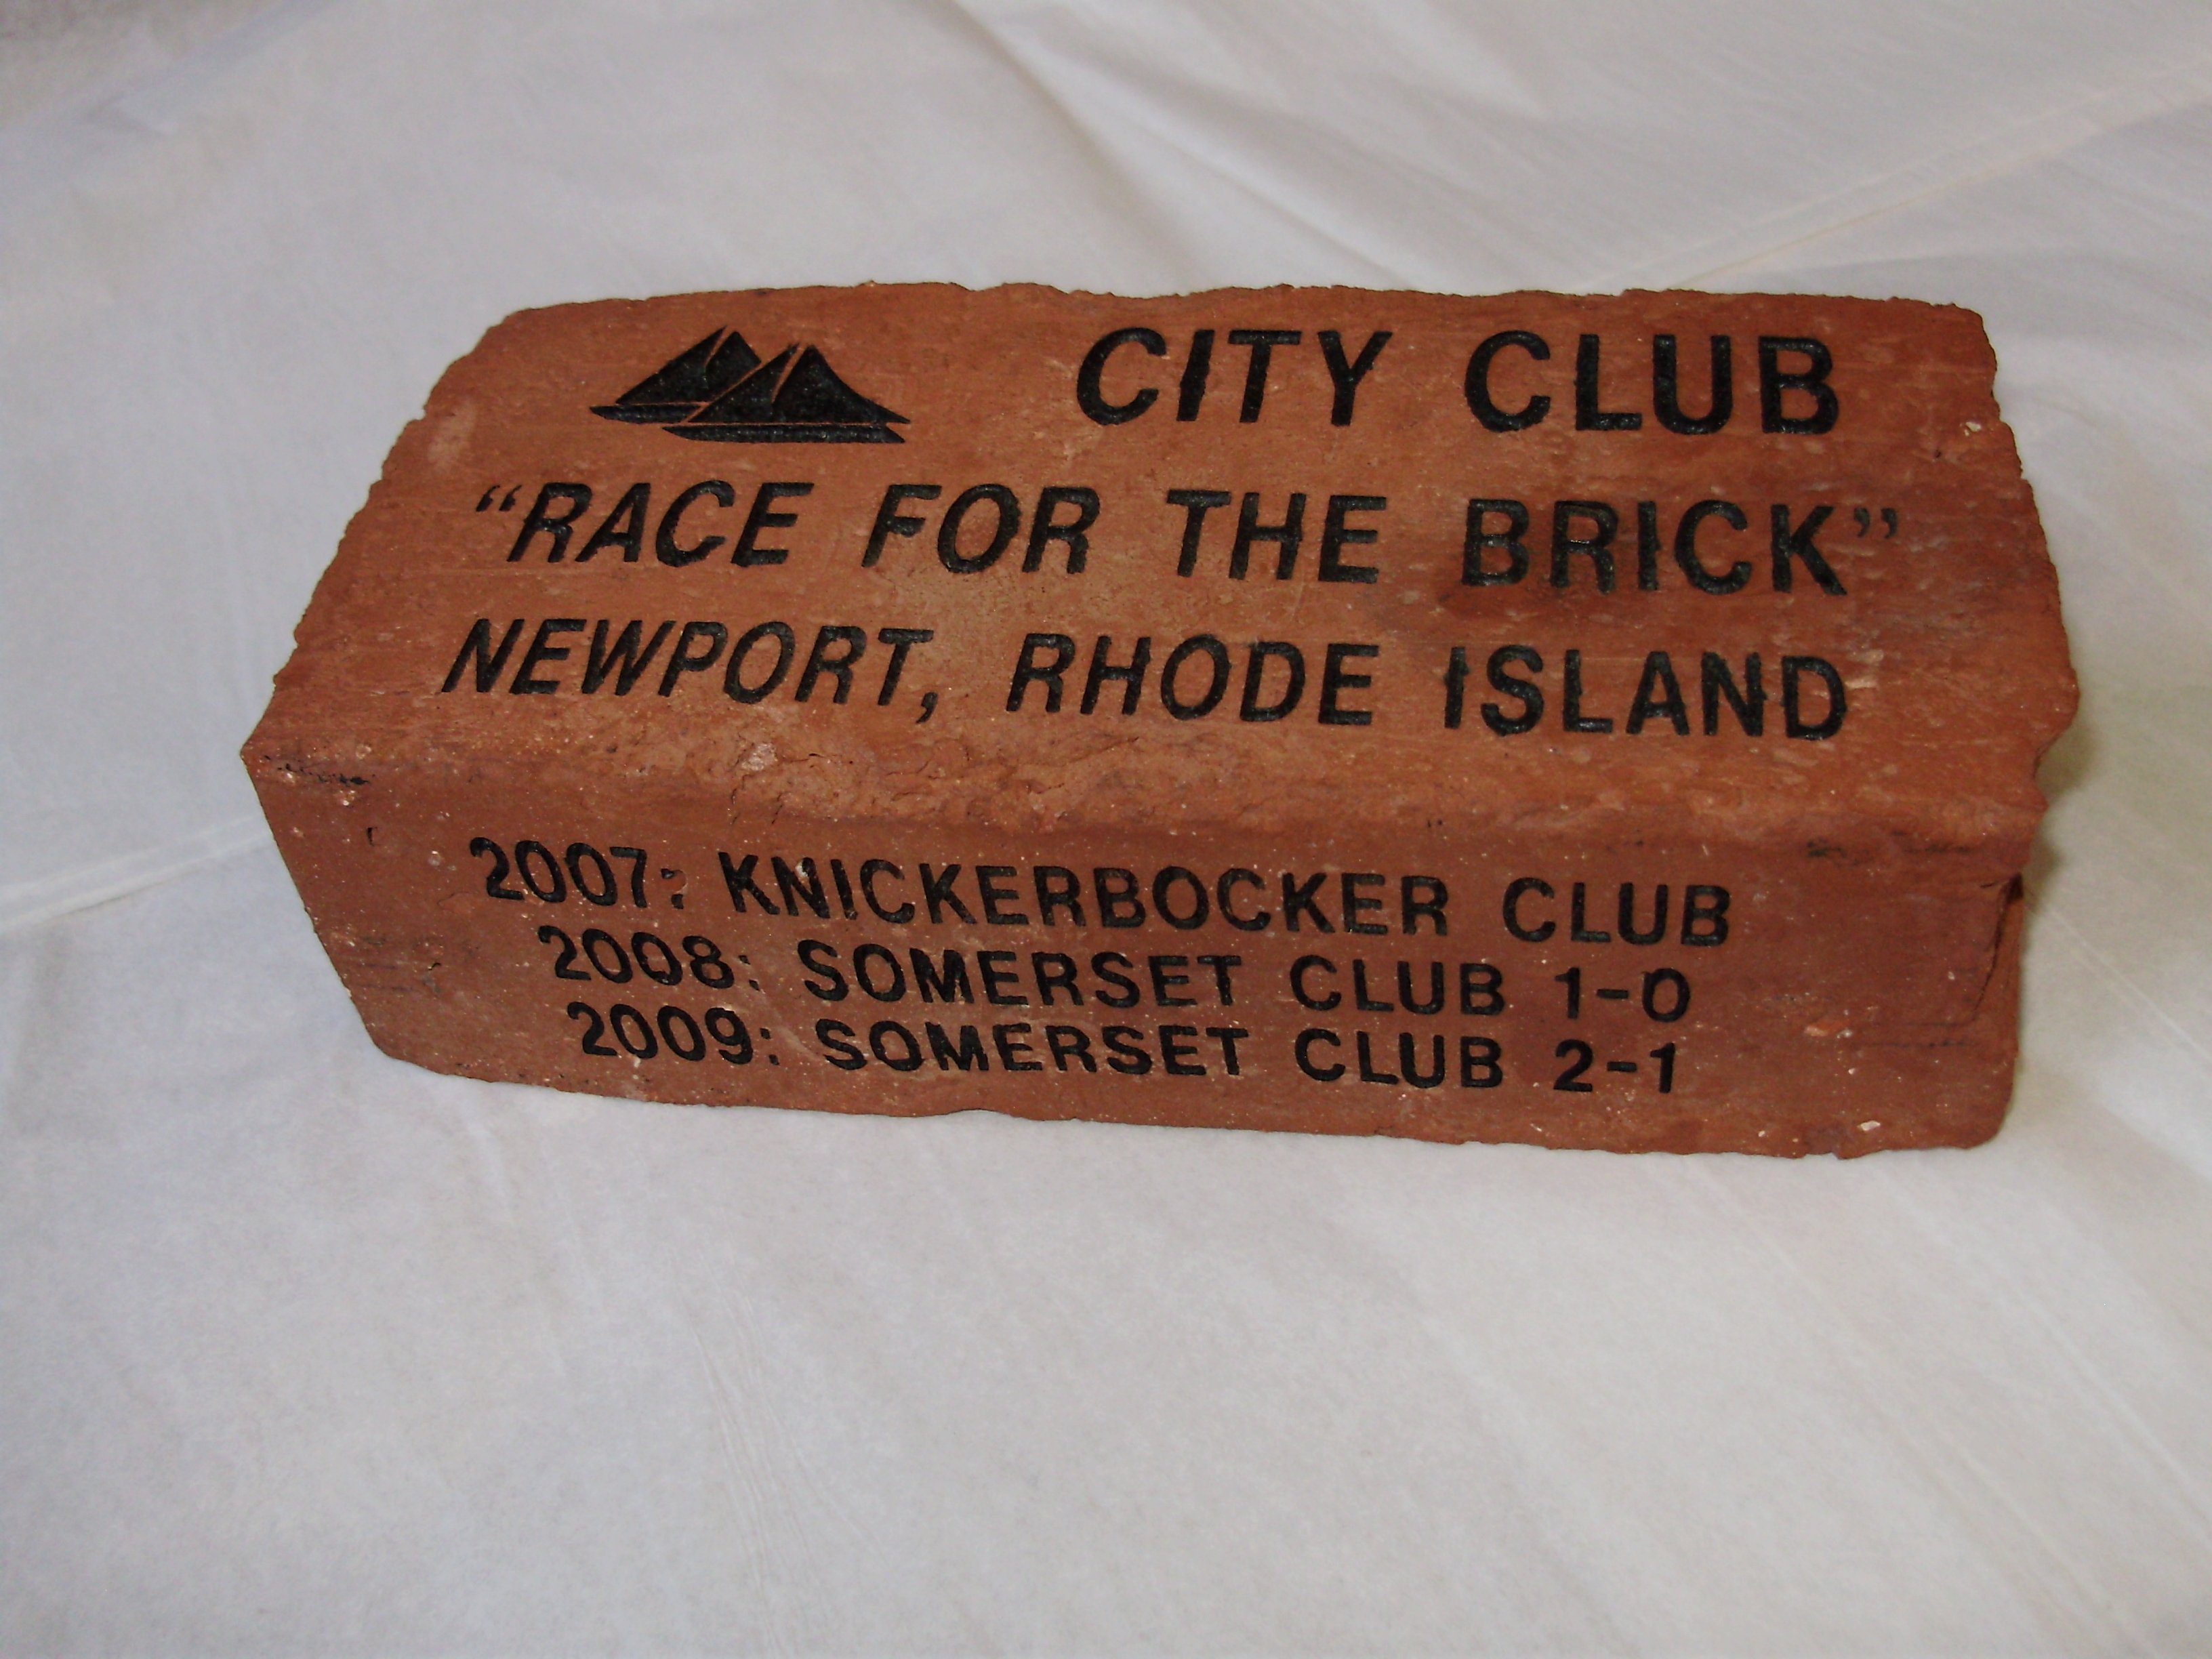 CITY CLUB
“RACE FOR THE BRICK”
NEWPORT, RHODE ISLAND
2007: KNICKERBOCKER CLUB
2008: SOMERSET CLUB 1-0
2009: SOMERSET CLUB 2-1